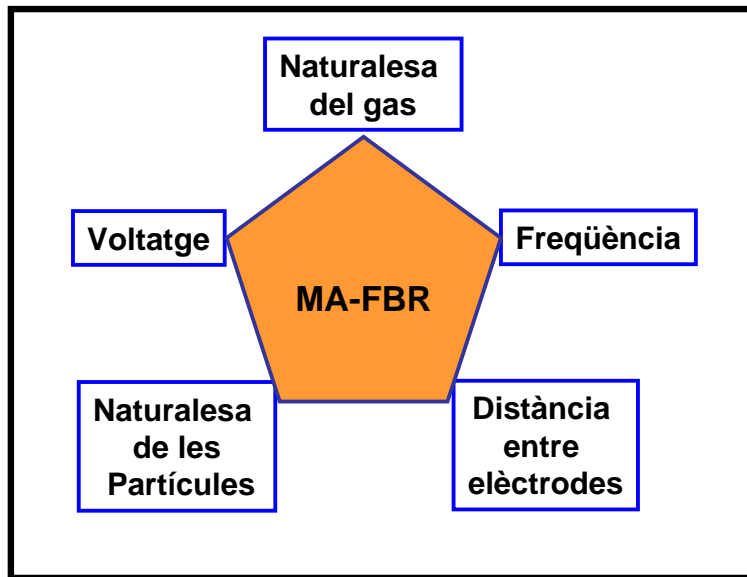 Naturalesa
del gas
Voltatge
Freqüència
MA-FBR
Naturalesa
de les
Partícules
Distància
entre
elèctrodes